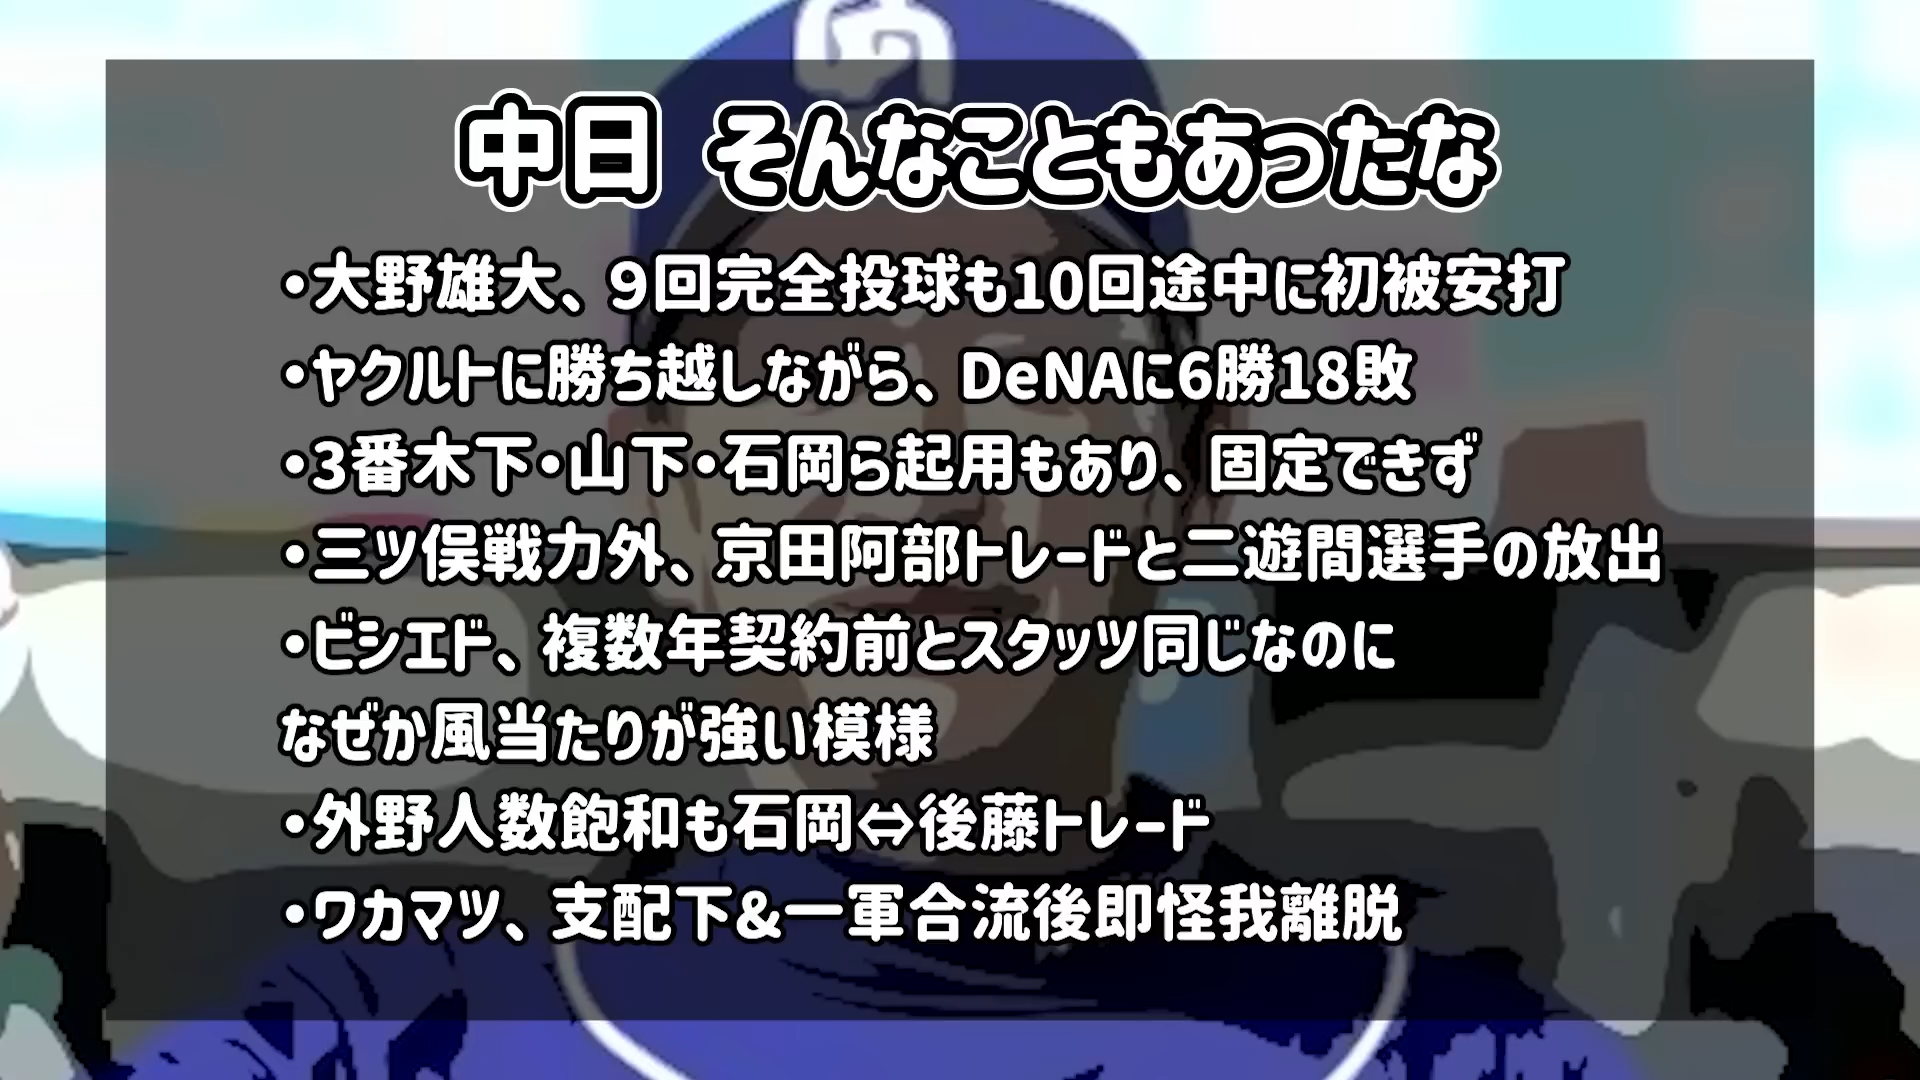 中日 そんなこともあったな
・大野雄大、9回完全投球も10回途中に初被安打
・ヤクルトに勝ち越しながら、DeNAに6勝18敗
・3番木下・山下・石岡ら起用もあり、固定できず
・三ツ俣戦力外、京田阿部トレードと二遊間選手の放出
・ビシエド、複数年契約前とスタッツ同じなのに
なぜか風当たりが強い模様
・外野人数飽和も石岡⇔後藤トレード
・ワカマツ、支配下&一軍合流後即怪我離脱